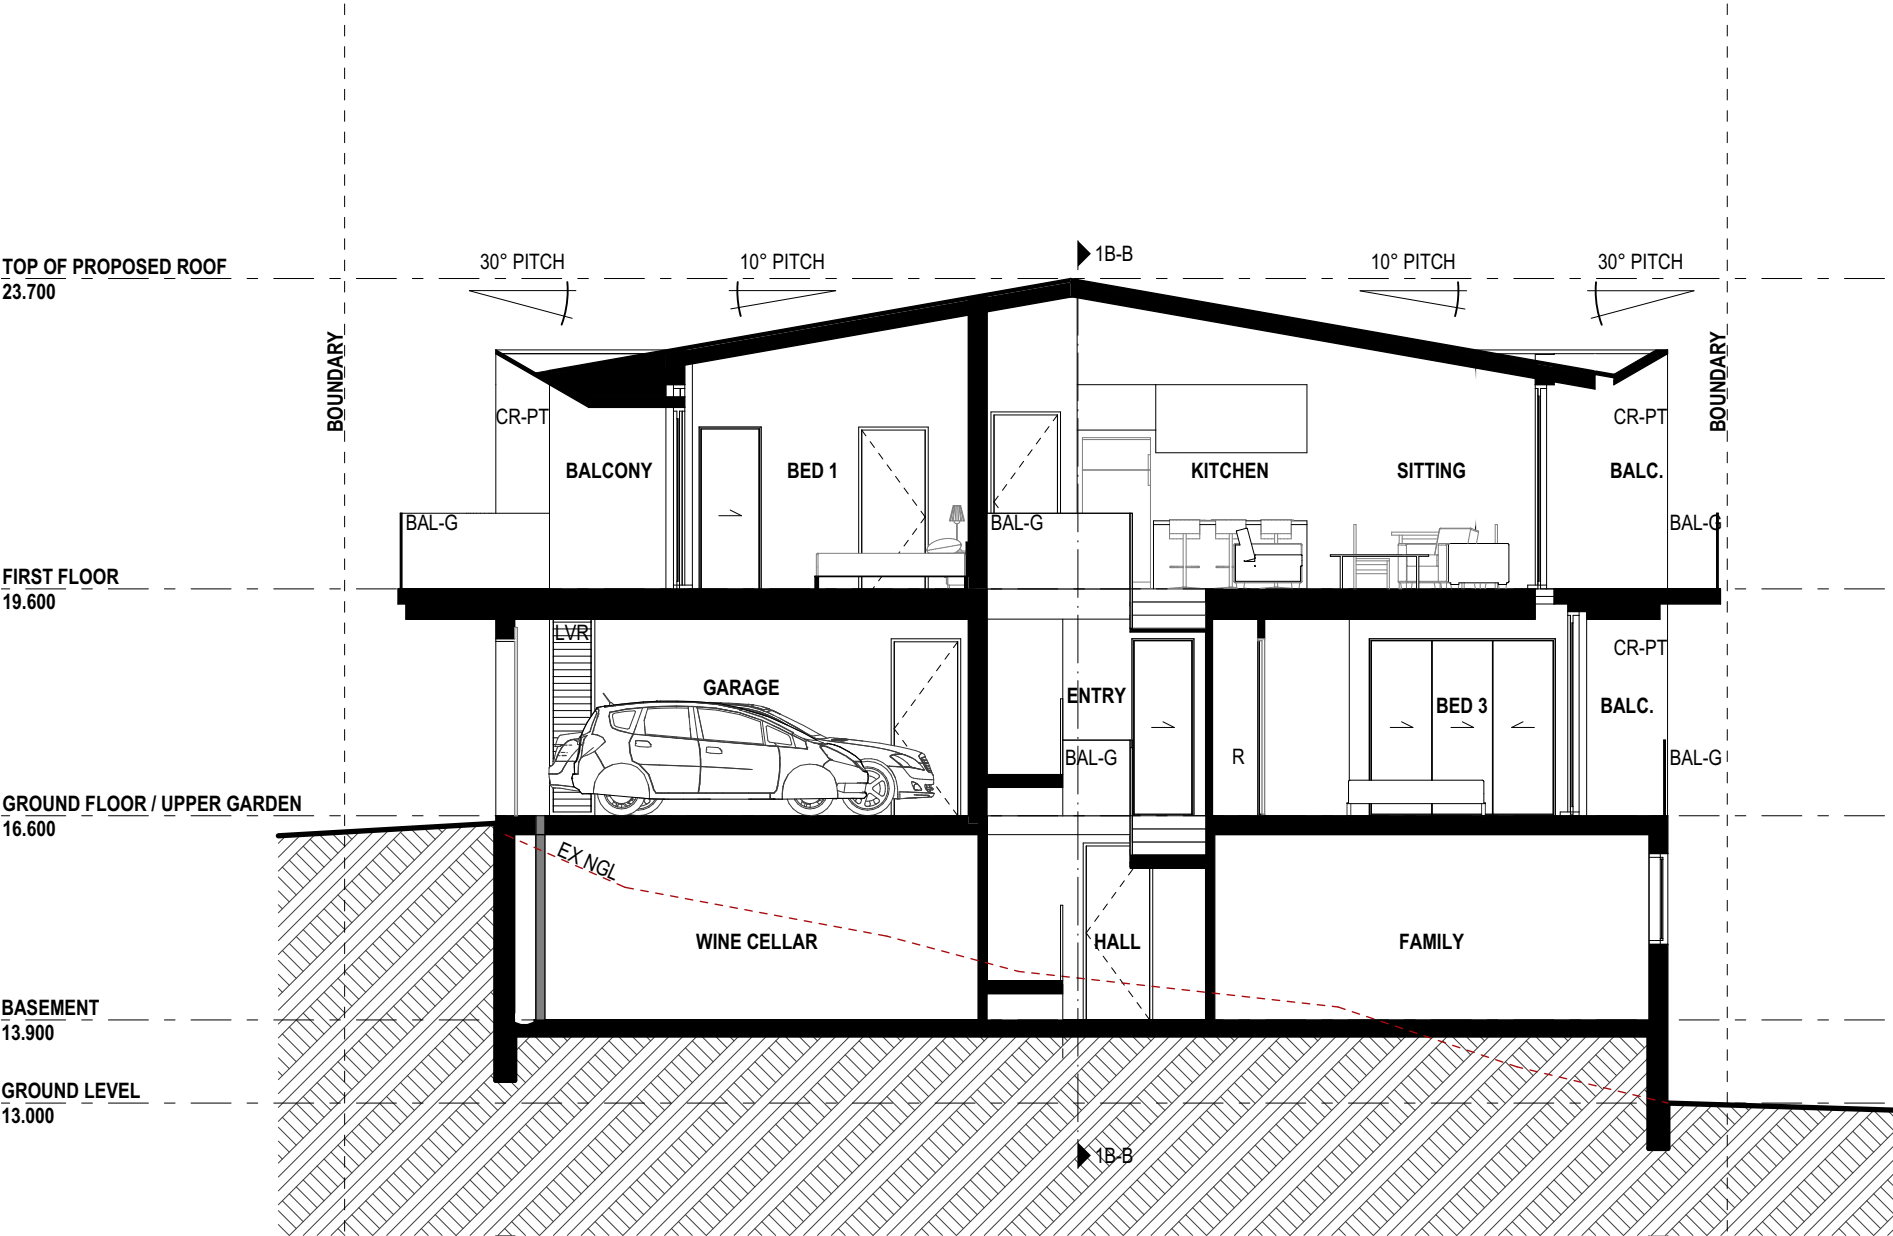 1B-B
30° PITCH
10° PITCH
10° PITCH
30° PITCH
TOP OF PROPOSED ROOF
23.700
BOUNDARY
BOUNDARY
CR-PT
CR-PT
BALCONY
BED 1
KITCHEN
SITTING
BALC.
BAL-G
BAL-G
BAL-G
FIRST FLOOR
19.600
LVR
CR-PT
GARAGE
ENTRY
BED 3
BALC.
BAL-G
R
BAL-G
GROUND FLOOR / UPPER GARDEN
16.600
EX NGL
WINE CELLAR
HALL
FAMILY
BASEMENT
13.900
GROUND LEVEL
13.000
1B-B